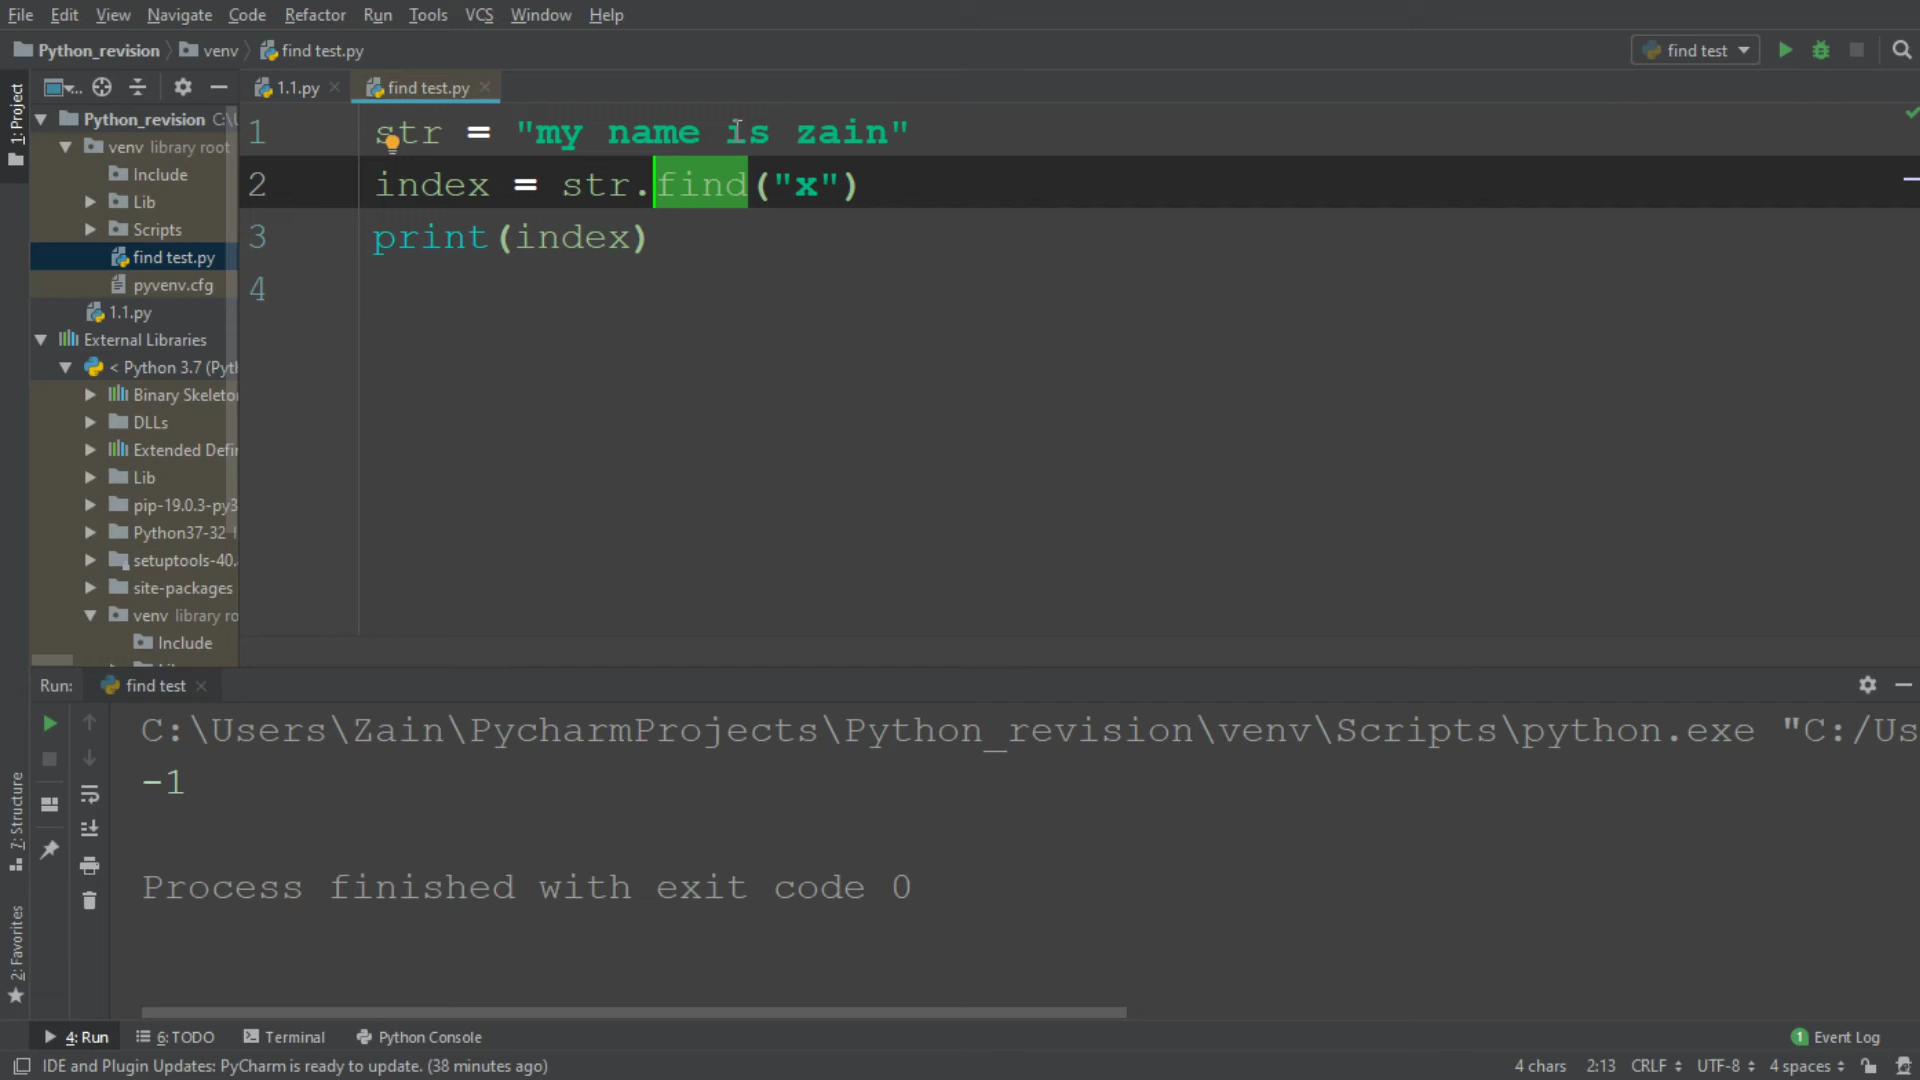 File Edit View Navigate Code Refactor Run Tools VCS Window Help
Python_revision venv find test.py find test
1: Project
1.1.py find test.py
Python_revision C:\U
venv library root
Include
Lib
Scripts
find test.py
pyvenv.cfg
1.1.py
External Libraries
< Python 3.7 (Pyth
Binary Skeleto
DLLs
Extended Defin
Lib
pip-19.0.3-py3
Python37-32
setuptools-40.
site-packages
venv library ro
Include
1 str = "my name is zain"
2 index = str.find("x")
3 print(index)
4
Run: find test
C:\Users\Zain\PycharmProjects\Python_revision\venv\Scripts\python.exe "C:/Us
-1
Process finished with exit code 0
7: Structure
2: Favorites
4: Run 6: TODO Terminal Python Console 1 Event Log
IDE and Plugin Updates: PyCharm is ready to update. (38 minutes ago) 4 chars 2:13 CRLF UTF-8 4 spaces